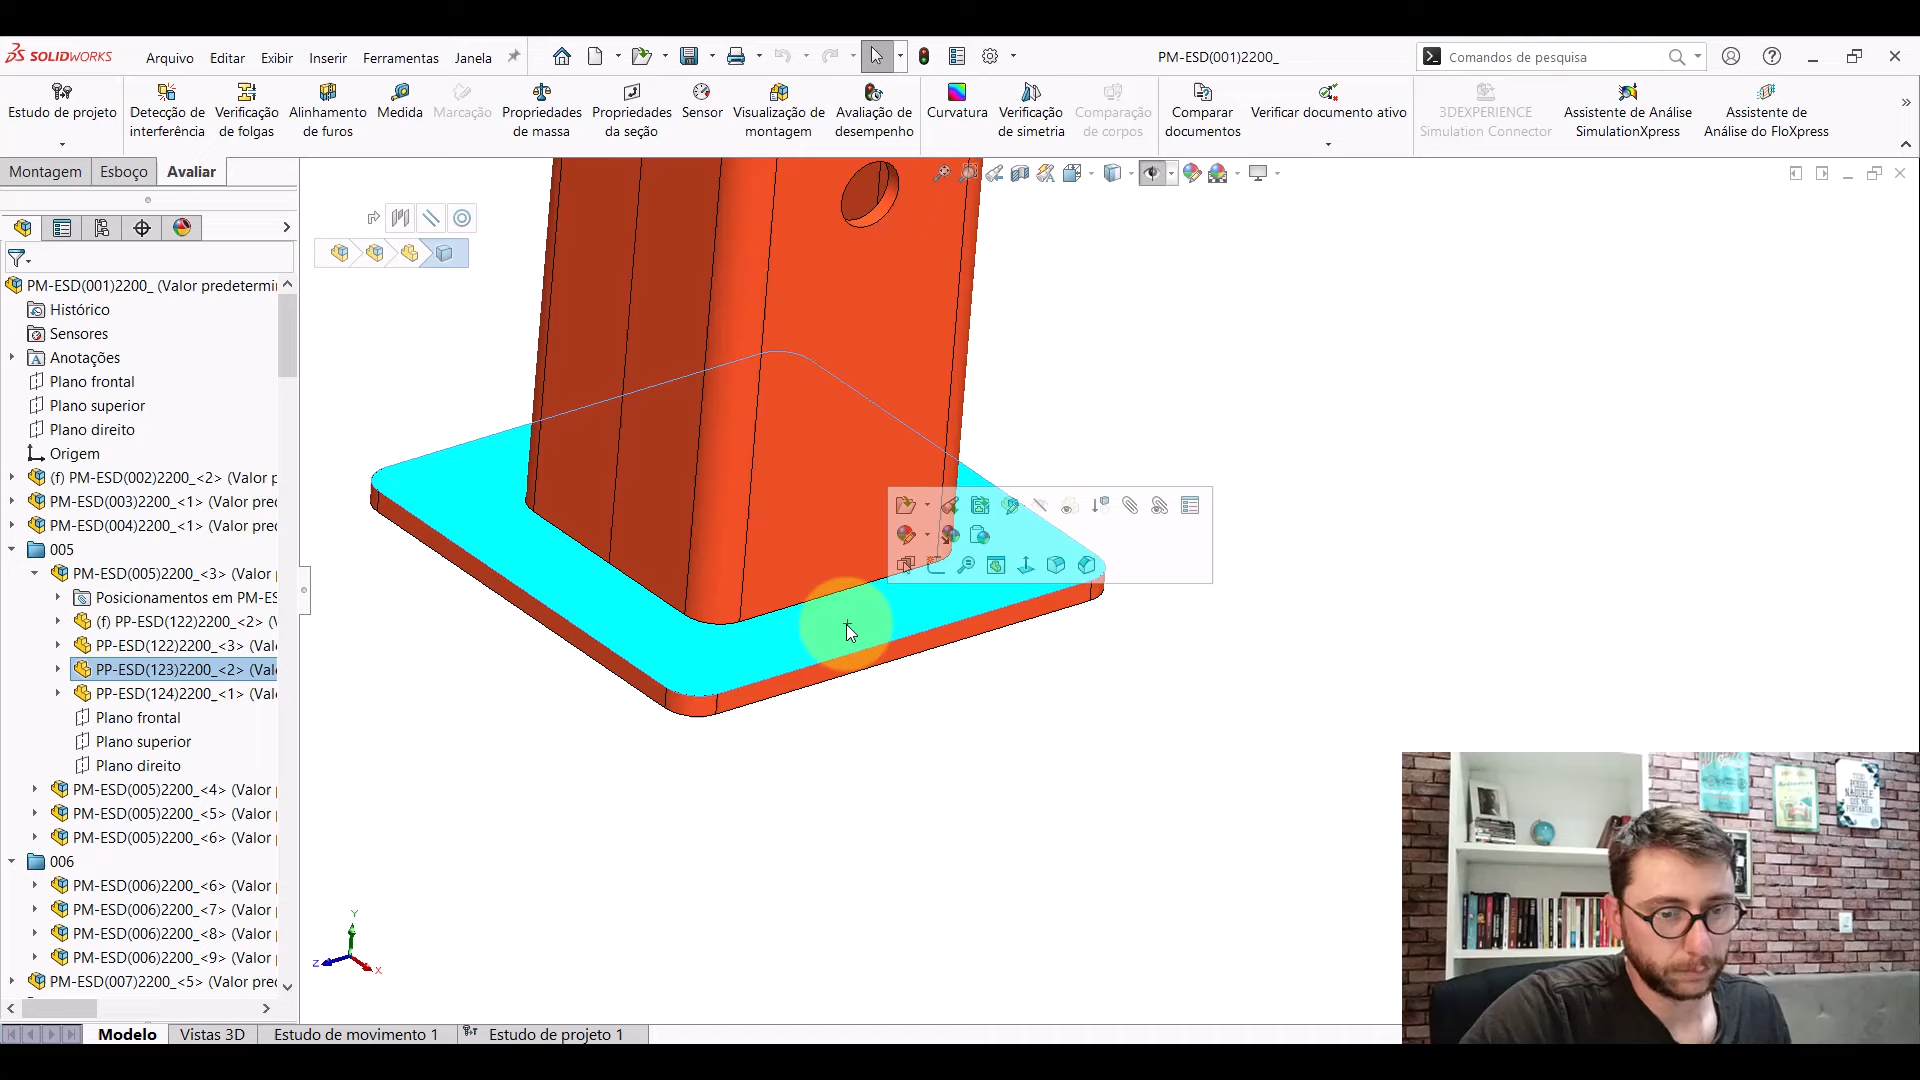 SOLIDWORKS
Arquivo
Editar
Exibir
Inserir
Ferramentas
Janela
PM-ESD(001)2200_
Comandos de pesquisa
Estudo de projeto
Detecção de interferência
Verificação de folgas
Alinhamento de furos
Medida
Marcação
Propriedades de massa
Propriedades da seção
Sensor
Visualização de montagem
Avaliação de desempenho
Curvatura
Verificação de simetria
Comparação de corpos
Comparar documentos
Verificar documento ativo
3DEXPERIENCE Simulation Connector
Assistente de Análise SimulationXpress
Assistente de Análise do FloXpress
Montagem
Esboço
Avaliar
PM-ESD(001)2200_ (Valor predetermi
Histórico
Sensores
Anotações
Plano frontal
Plano superior
Plano direito
Origem
(f) PM-ESD(002)2200_<2> (Valor p
PM-ESD(003)2200_<1> (Valor pred
PM-ESD(004)2200_<1> (Valor pred
005
PM-ESD(005)2200_<3> (Valor
Posicionamentos em PM-ES
(f) PP-ESD(122)2200_<2> (V
PP-ESD(122)2200_<3> (Val
PP-ESD(123)2200_<2> (Val
PP-ESD(124)2200_<1> (Val
Plano frontal
Plano superior
Plano direito
PM-ESD(005)2200_<4> (Valor
PM-ESD(005)2200_<5> (Valor
PM-ESD(005)2200_<6> (Valor
006
PM-ESD(006)2200_<6> (Valor
PM-ESD(006)2200_<7> (Valor
PM-ESD(006)2200_<8> (Valor
PM-ESD(006)2200_<9> (Valor
PM-ESD(007)2200_<5> (Valor pred
Y
Z
X
Modelo
Vistas 3D
Estudo de movimento 1
Estudo de projeto 1